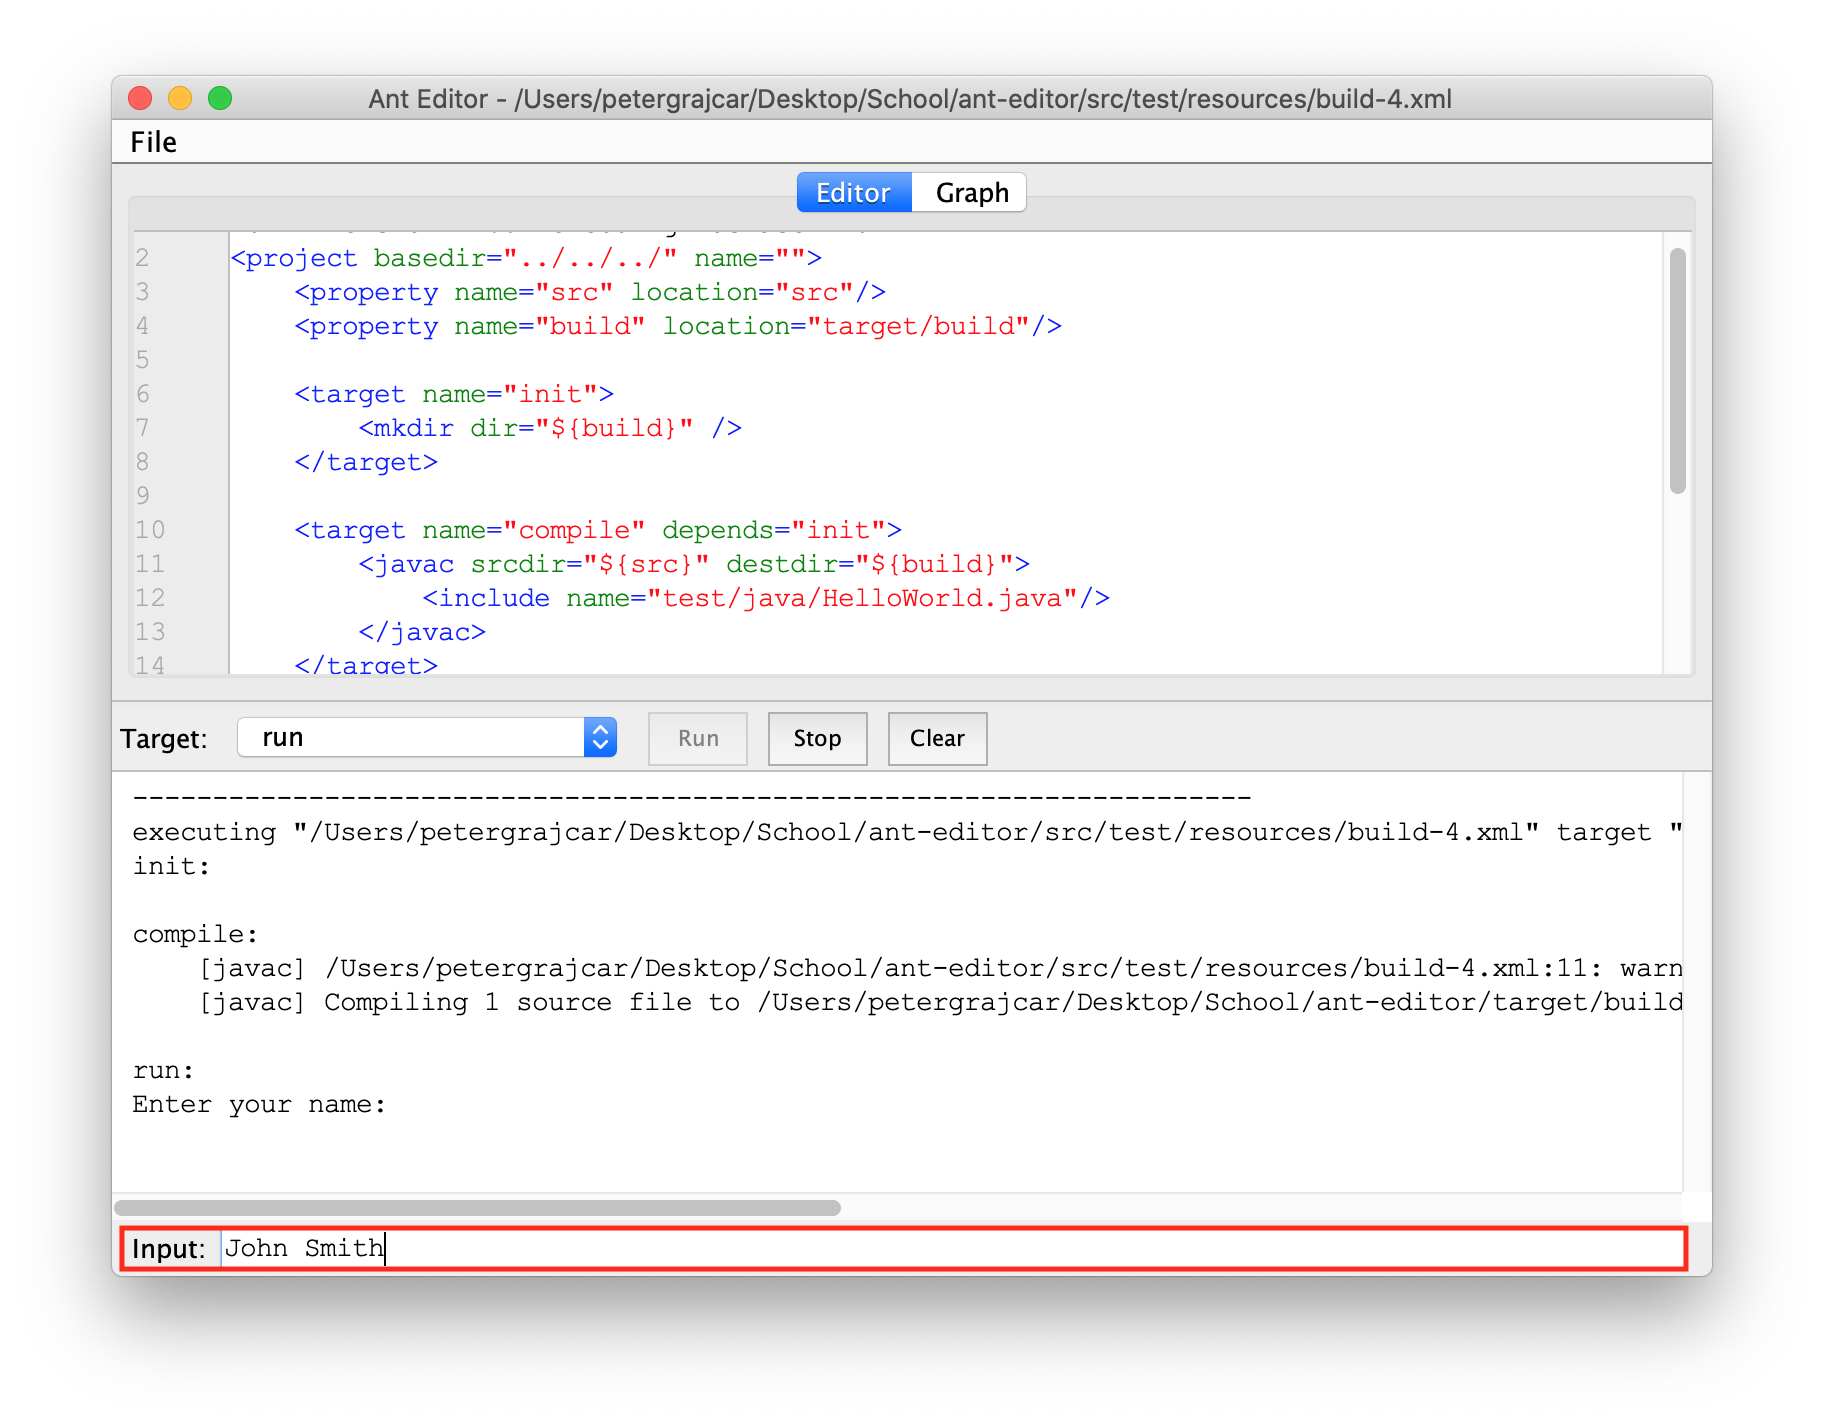 Ant Editor - /Users/petergrajcar/Desktop/School/ant-editor/src/test/resources/build-4.xml
File
Editor Graph
2 <project basedir="../../../" name="">
3 <property name="src" location="src"/>
4 <property name="build" location="target/build"/>
5
6 <target name="init">
7 <mkdir dir="${build}" />
8 </target>
9
10 <target name="compile" depends="init">
11 <javac srcdir="${src}" destdir="${build}">
12 <include name="test/java/HelloWorld.java"/>
13 </javac>
14 </target>
Target: run Run Stop Clear
----------------------------------------------------------------------
executing "/Users/petergrajcar/Desktop/School/ant-editor/src/test/resources/build-4.xml" target "
init:
compile:
[javac] /Users/petergrajcar/Desktop/School/ant-editor/src/test/resources/build-4.xml:11: warn
[javac] Compiling 1 source file to /Users/petergrajcar/Desktop/School/ant-editor/target/build
run:
Enter your name:
Input: John Smith